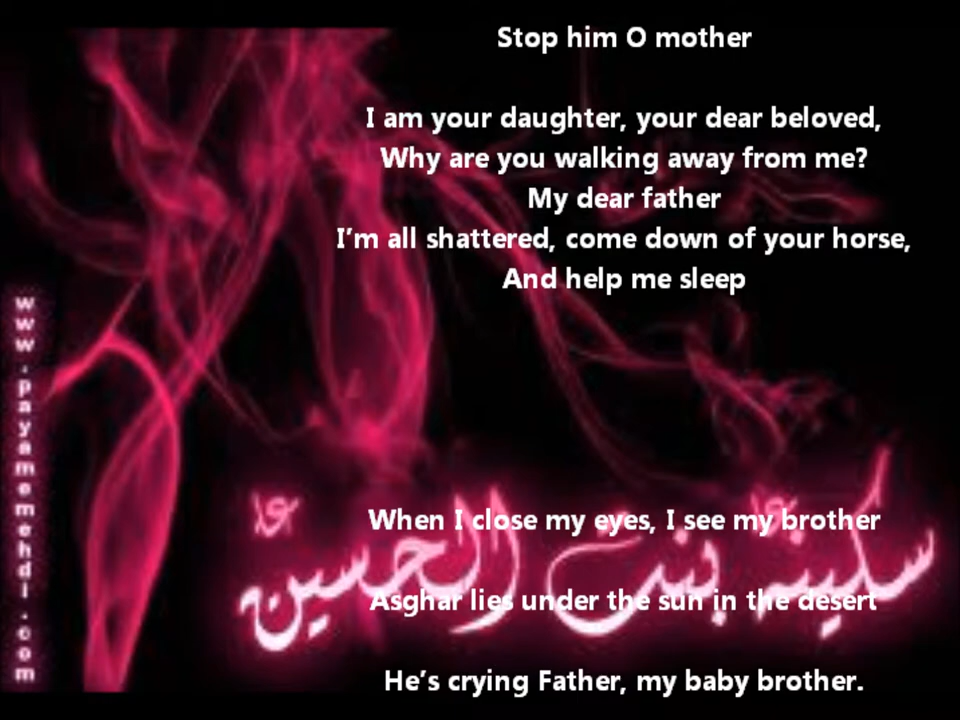 Stop him O mother
I am your daughter, your dear beloved,
Why are you walking away from me?
My dear father
I'm all shattered, come down of your horse,
And help me sleep
When I close my eyes, I see my brother
سكينة بنت الحسين
Asghar lies under the sun in the desert
He's crying Father, my baby brother.
www.payamemehdi.com